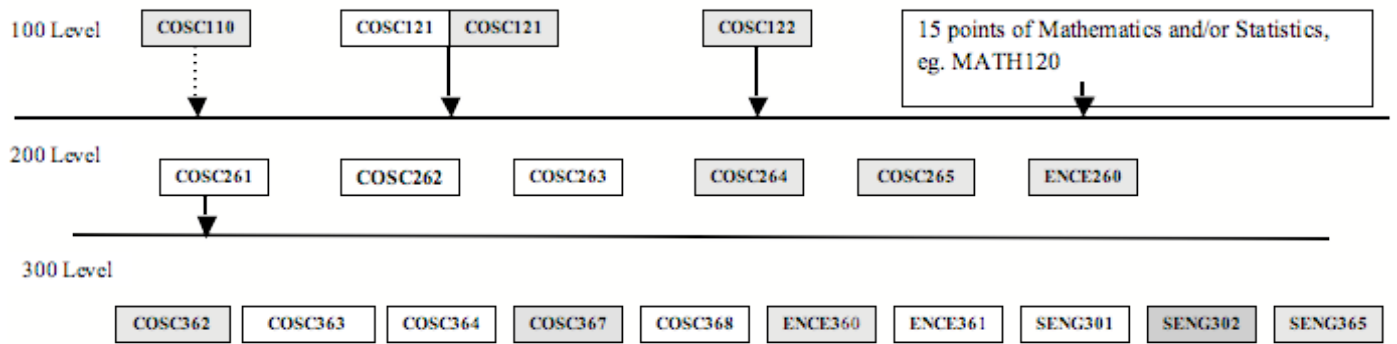 100 Level
COSC110
COSC121
COSC121
COSC122
15 points of Mathematics and/or Statistics,
eg. MATH120
200 Level
COSC261
COSC262
COSC263
COSC264
COSC265
ENCE260
300 Level
COSC362
COSC363
COSC364
COSC367
COSC368
ENCE360
ENCE361
SENG301
SENG302
SENG365